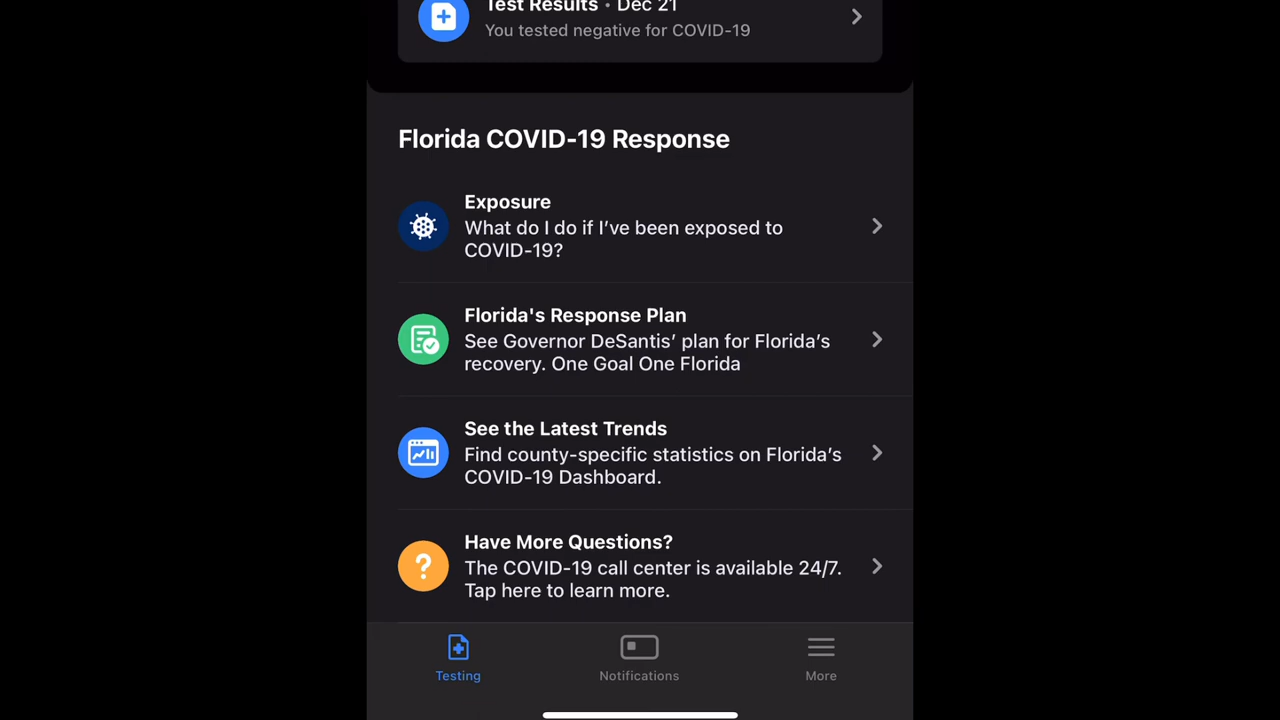 Test Results • Dec 21
You tested negative for COVID-19
Florida COVID-19 Response
Exposure
What do I do if I’ve been exposed to
COVID-19?
Florida's Response Plan
See Governor DeSantis’ plan for Florida’s
recovery. One Goal One Florida
See the Latest Trends
Find county-specific statistics on Florida’s
COVID-19 Dashboard.
Have More Questions?
The COVID-19 call center is available 24/7.
Tap here to learn more.
Testing
Notifications
More